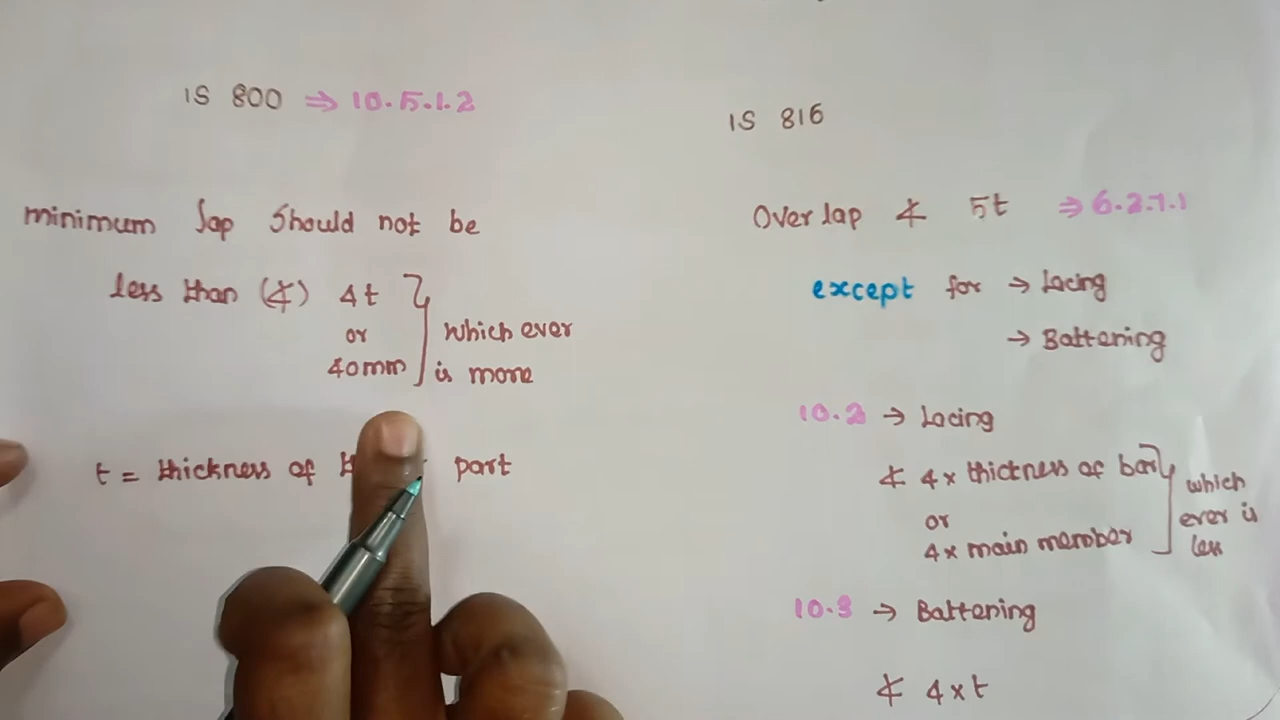 IS 800 ⇒ 10.5.1.2
minimum lap should not be
less than (≮) 4t
or
40mm
which ever
is more
t = thickness of part
IS 816
Overlap ≮ 5t ⇒ 6.2.7.1
except for → Lacing
→ Battening
10.2 → Lacing
≮ 4 x thickness of bar
or
4 x main member
which
ever is
less
10.3 → Battening
≮ 4 x t